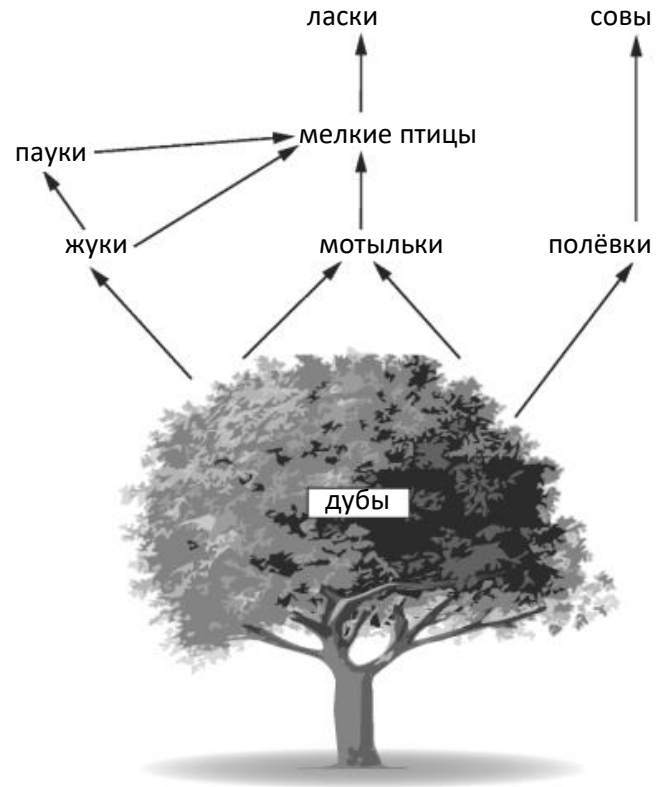 ласки
совы
мелкие птицы
пауки
жуки
мотыльки
полёвки
дубы